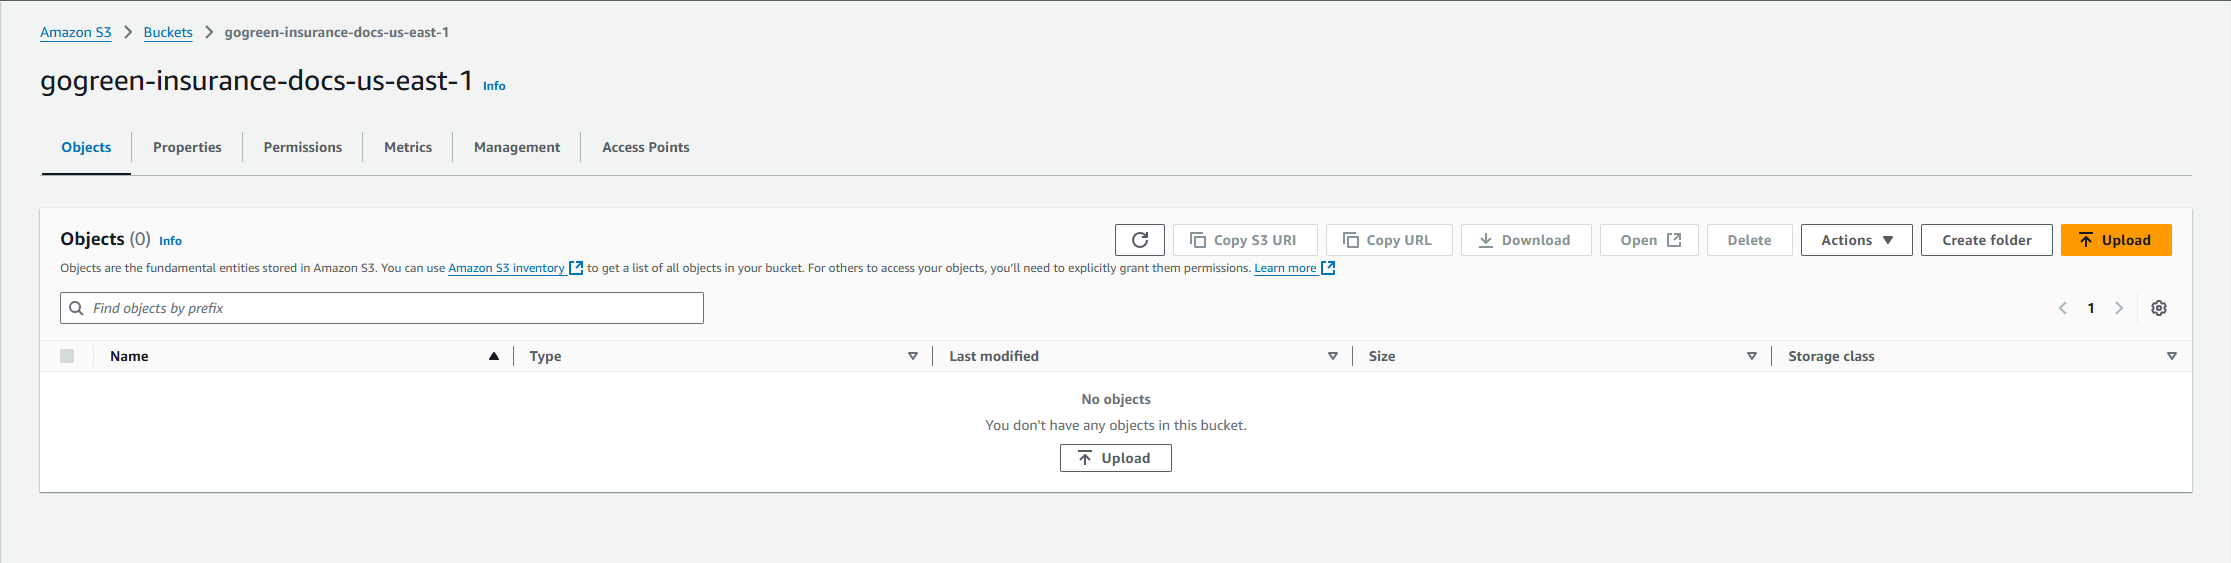 Amazon S3 > Buckets > gogreen-insurance-docs-us-east-1
gogreen-insurance-docs-us-east-1 Info
Objects Properties Permissions Metrics Management Access Points
Objects (0) Info
Copy S3 URI Copy URL Download Open Delete Actions Create folder Upload
Objects are the fundamental entities stored in Amazon S3. You can use Amazon S3 inventory to get a list of all objects in your bucket. For others to access your objects, you’ll need to explicitly grant them permissions. Learn more
Find objects by prefix
1
Name Type Last modified Size Storage class
No objects
You don't have any objects in this bucket.
Upload